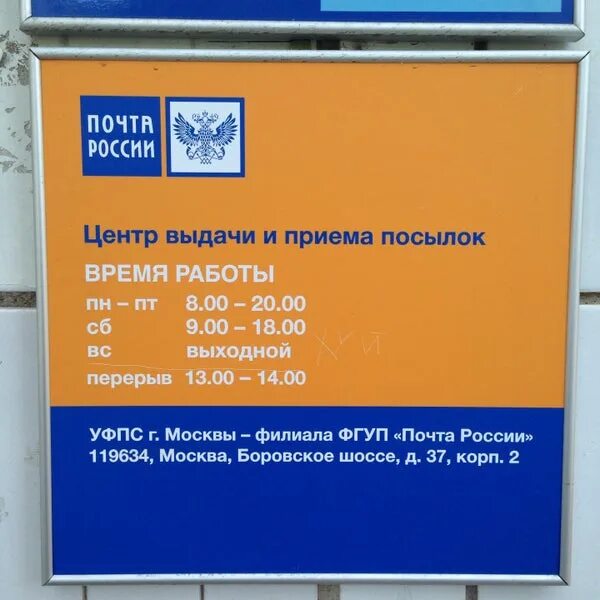 ПОЧТА
РОССИИ
Центр выдачи и приема посылок
ВРЕМЯ РАБОТЫ
пн – пт 8.00 – 20.00
сб 9.00 – 18.00
вс выходной
перерыв 13.00 – 14.00
УФПС г. Москвы – филиала ФГУП «Почта России»
119634, Москва, Боровское шоссе, д. 37, корп. 2